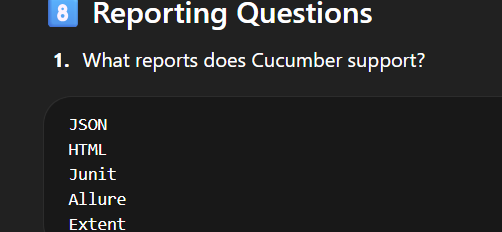 8 Reporting Questions
1. What reports does Cucumber support?
JSON
HTML
Junit
Allure
Extent